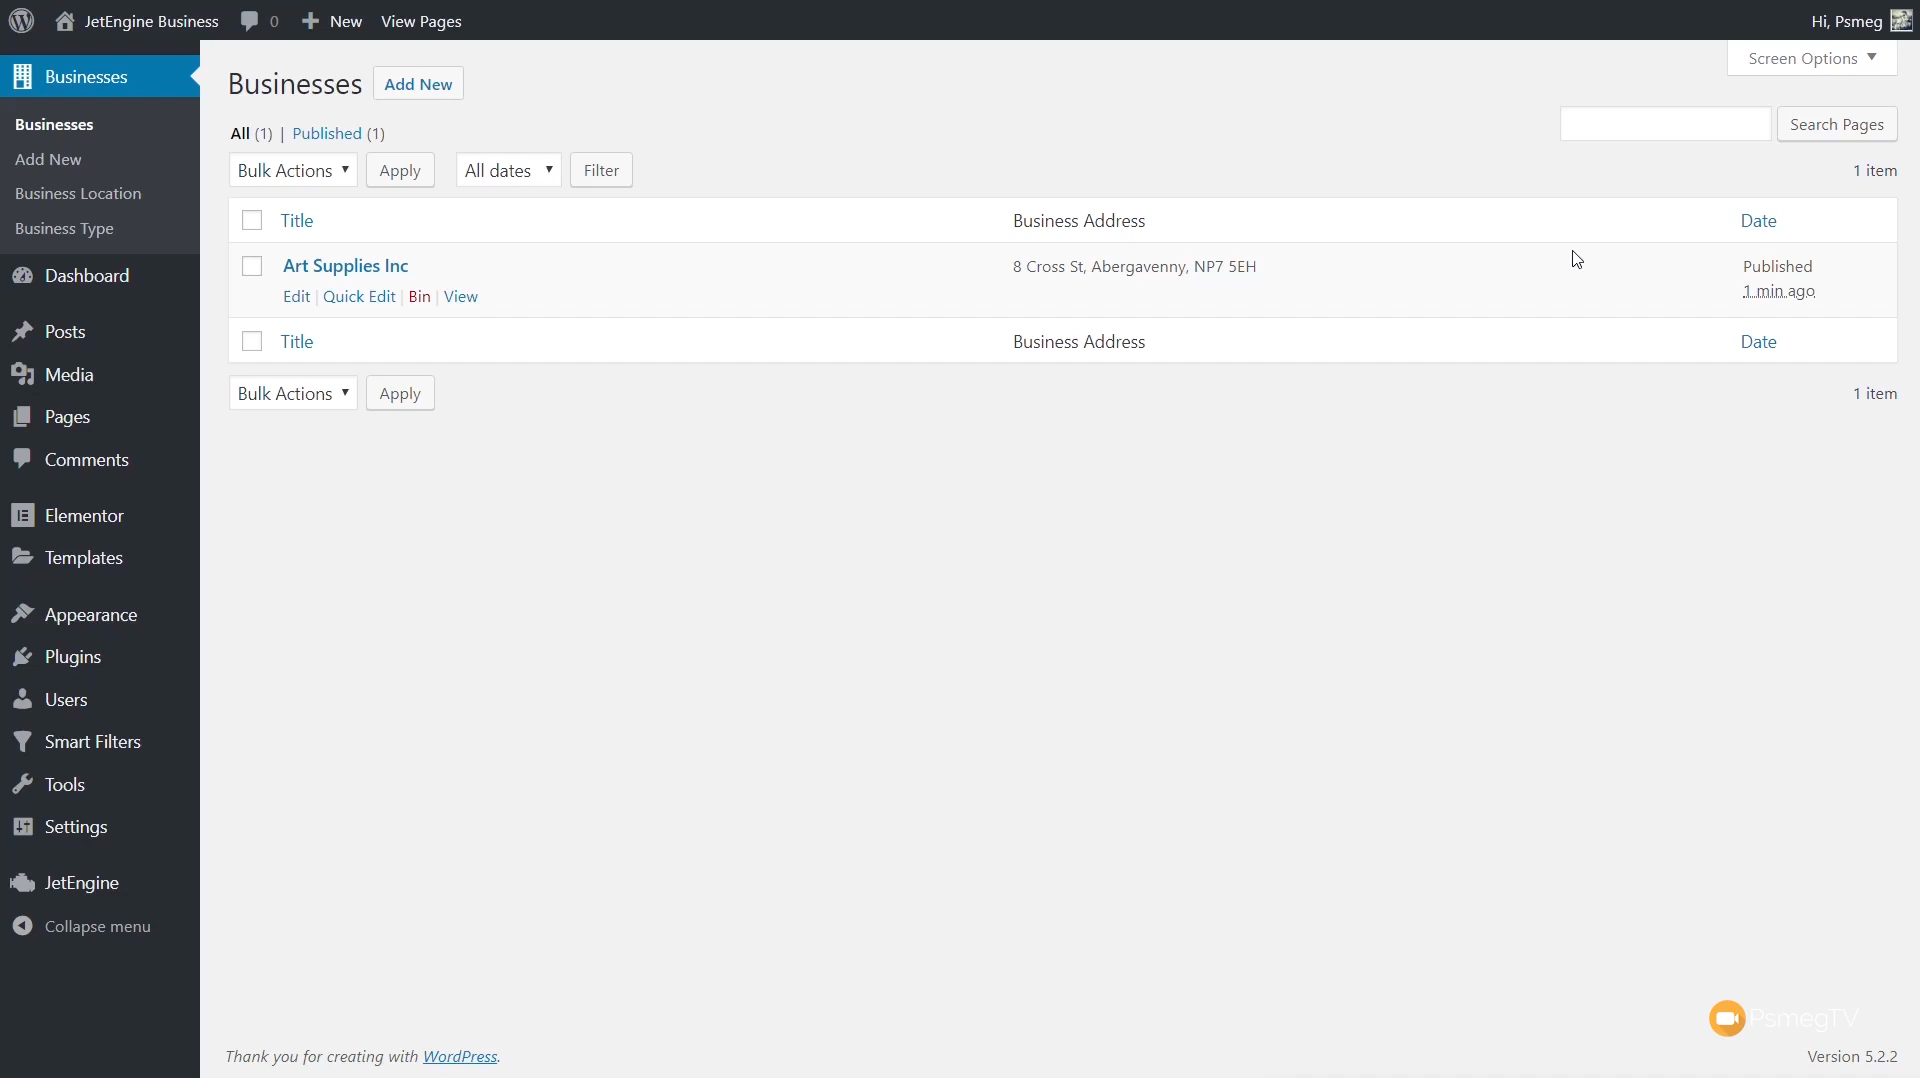 JetEngine Business 0 New View Pages Hi, Psmeg
Screen Options
Businesses
Businesses
Add New
Business Location
Business Type
Dashboard
Posts
Media
Pages
Comments
Elementor
Templates
Appearance
Plugins
Users
Smart Filters
Tools
Settings
JetEngine
Collapse menu
Businesses Add New
All (1) | Published (1)
Search Pages
Bulk Actions Apply All dates Filter 1 item
Title Business Address Date
Art Supplies Inc 8 Cross St, Abergavenny, NP7 5EH Published
Edit | Quick Edit | Bin | View 1 min ago
Title Business Address Date
Bulk Actions Apply 1 item
PsmegTV
Thank you for creating with WordPress. Version 5.2.2